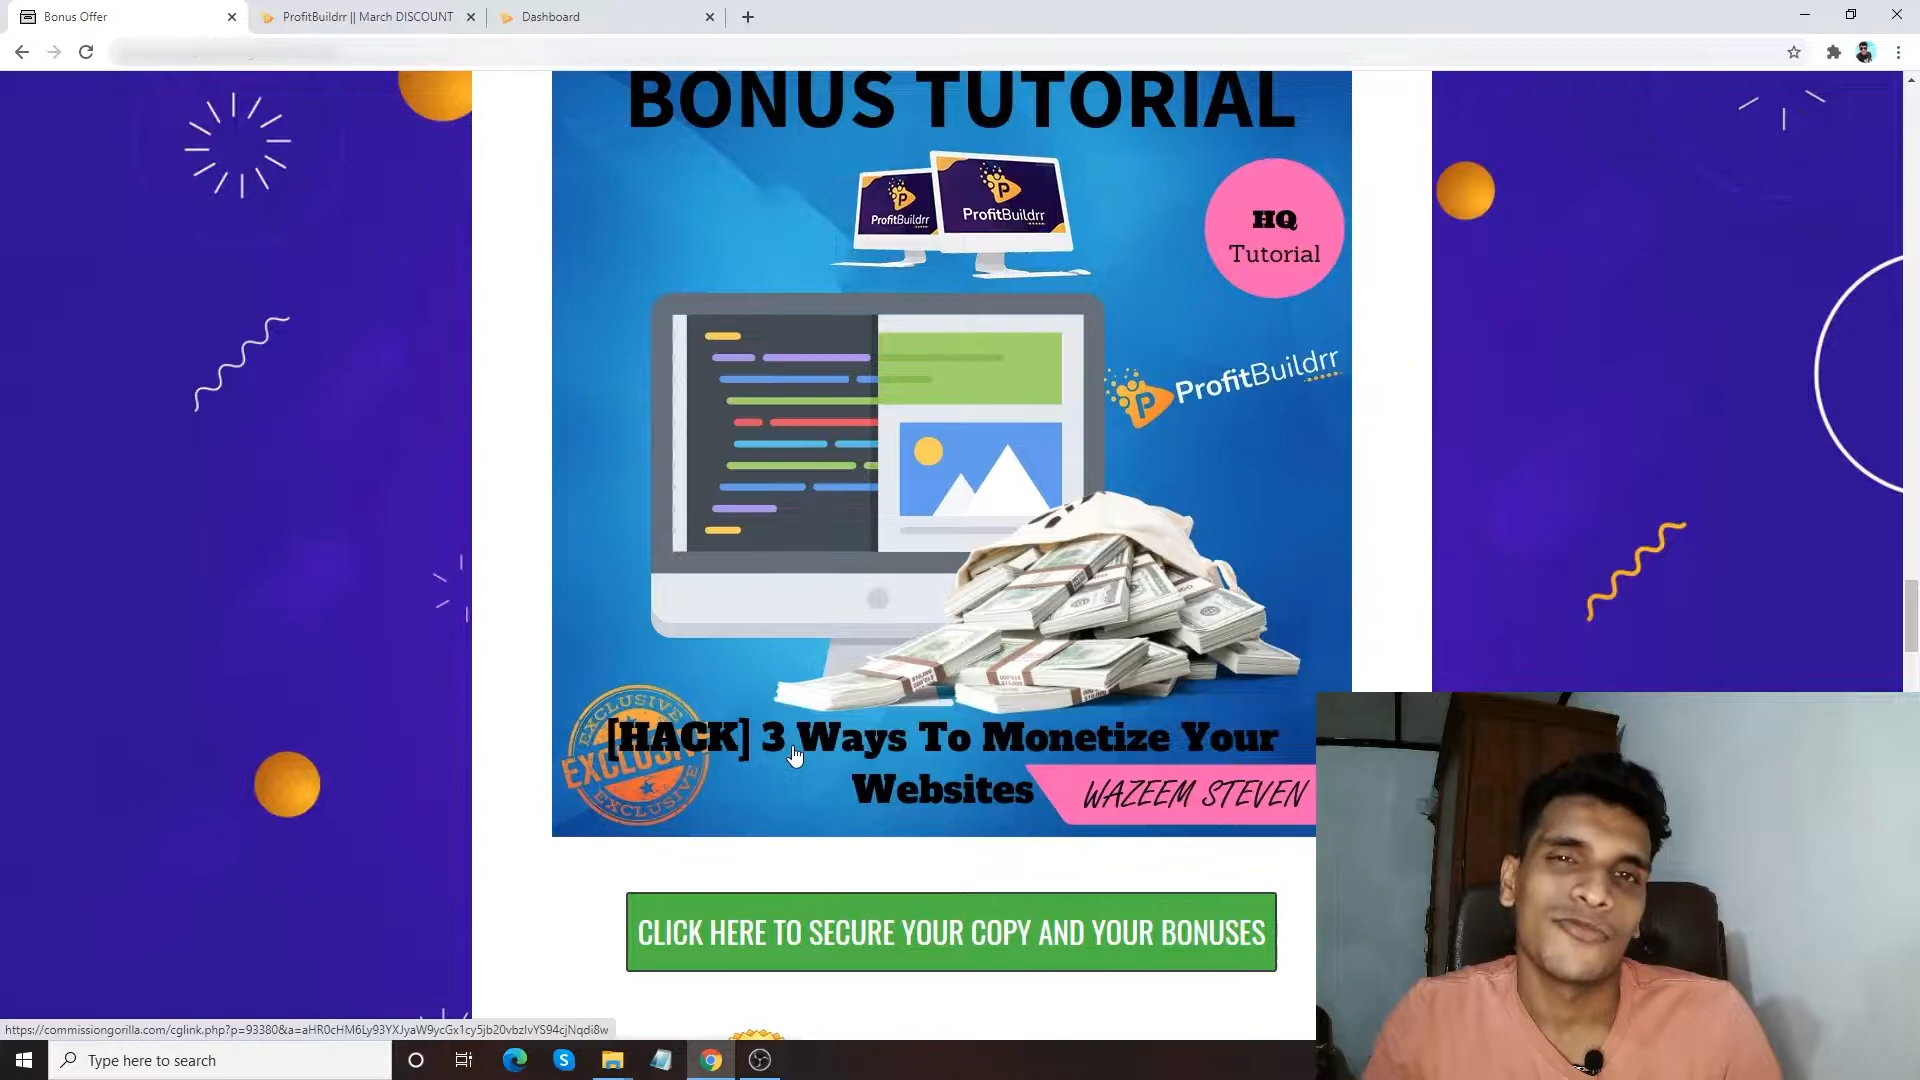 Bonus Offer
ProfitBuildrr || March DISCOUNT
Dashboard
BONUS TUTORIAL
P
ProfitBuildrr
P
ProfitBuildrr
HQ
Tutorial
P
ProfitBuildrr
EXCLUSIVE
EXCLUSIVE
EXCLUSIVE
[HACK] 3 Ways To Monetize Your
Websites
WAZEEM STEVEN
CLICK HERE TO SECURE YOUR COPY AND YOUR BONUSES
https://commissiongorilla.com/cglink.php?p=93380&a=aHR0cHM6Ly93YXJyaW9ycGx1cy5jb20vbzIvYS94cjNqdi8w
Type here to search